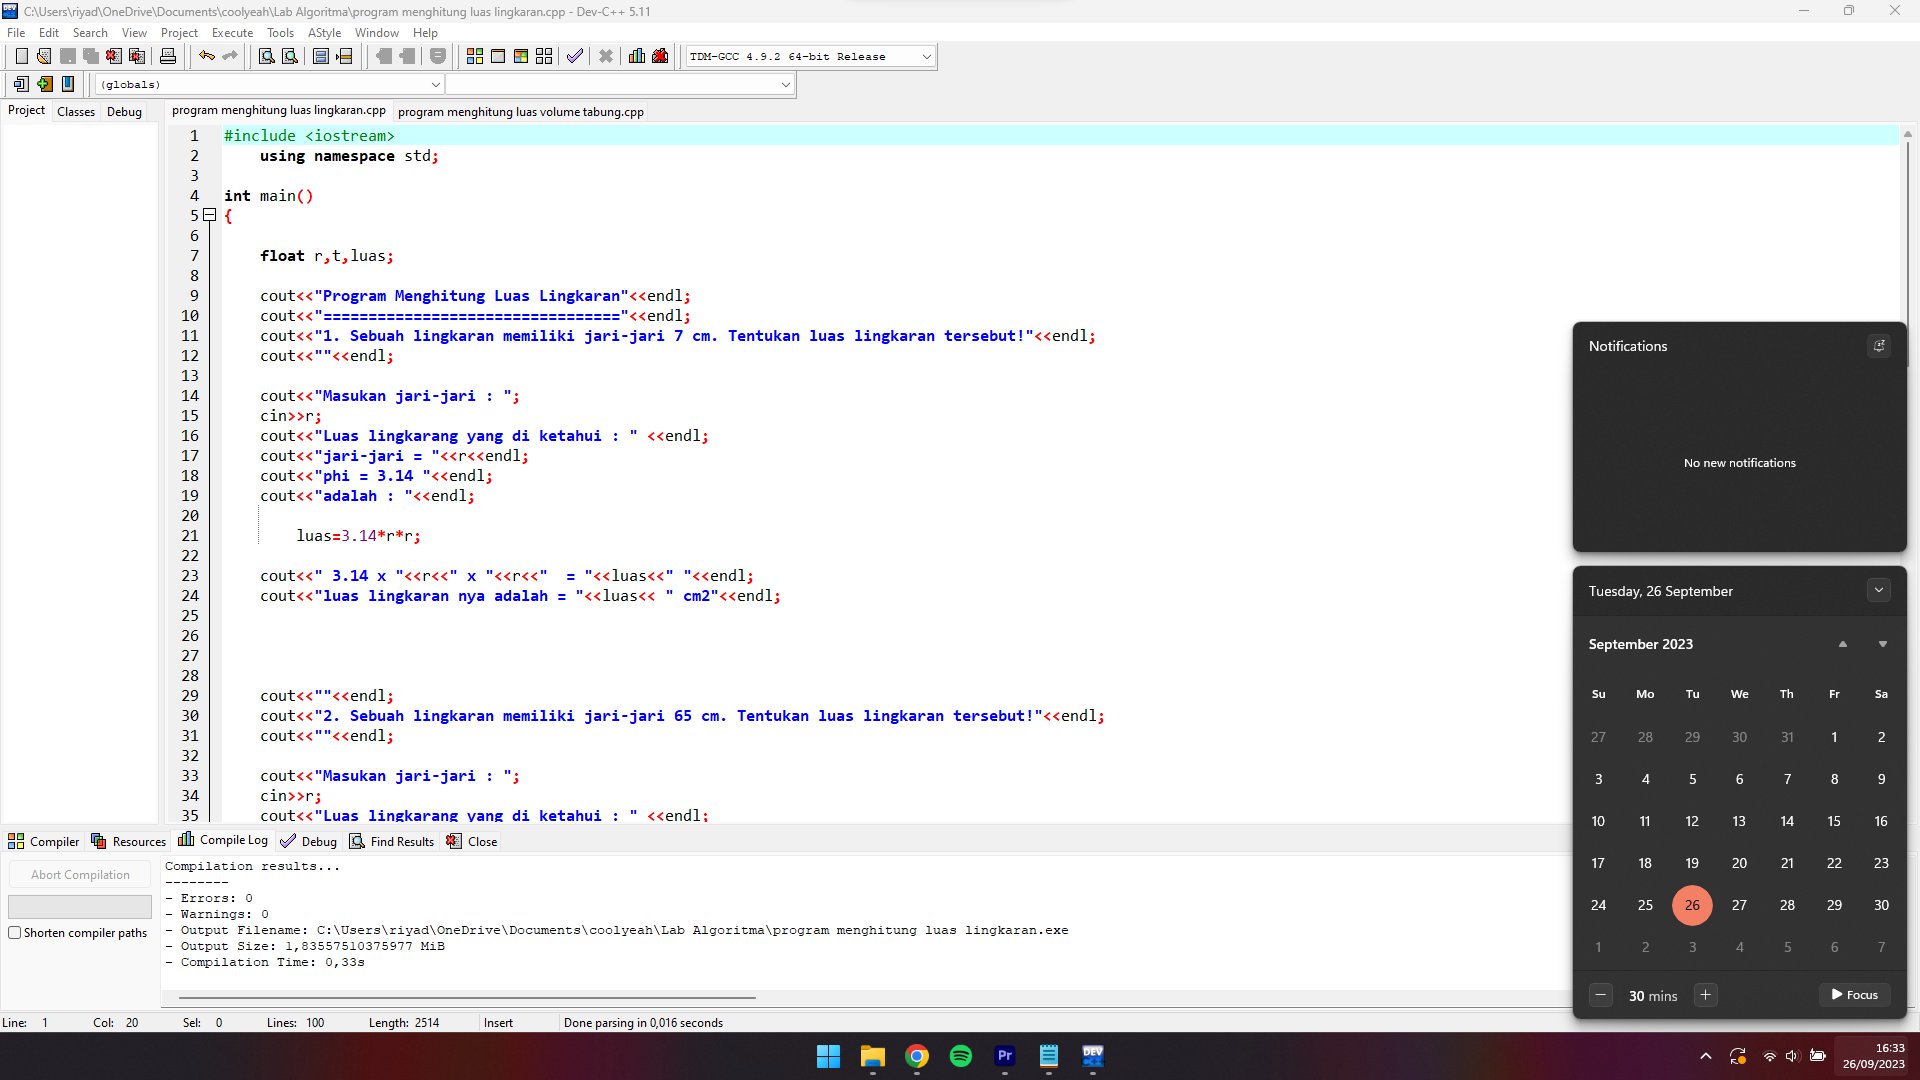 C:\Users\riyad\OneDrive\Documents\coolyeah\Lab Algoritma\program menghitung luas lingkaran.cpp - Dev-C++ 5.11
File Edit Search View Project Execute Tools AStyle Window Help
TDM-GCC 4.9.2 64-bit Release
(globals)
Project Classes Debug
program menghitung luas lingkaran.cpp program menghitung luas volume tabung.cpp
1 #include <iostream>
2 using namespace std;
3
4 int main()
5 {
6
7 float r,t,luas;
8
9 cout<<"Program Menghitung Luas Lingkaran"<<endl;
10 cout<<"================================="<<endl;
11 cout<<"1. Sebuah lingkaran memiliki jari-jari 7 cm. Tentukan luas lingkaran tersebut!"<<endl;
12 cout<<""<<endl;
13
14 cout<<"Masukan jari-jari : ";
15 cin>>r;
16 cout<<"Luas lingkarang yang di ketahui : " <<endl;
17 cout<<"jari-jari = "<<r<<endl;
18 cout<<"phi = 3.14 "<<endl;
19 cout<<"adalah : "<<endl;
20
21 luas=3.14*r*r;
22
23 cout<<" 3.14 x "<<r<<" x "<<r<<"  = "<<luas<<" "<<endl;
24 cout<<"luas lingkaran nya adalah = "<<luas<< " cm2"<<endl;
25
26
27
28
29 cout<<""<<endl;
30 cout<<"2. Sebuah lingkaran memiliki jari-jari 65 cm. Tentukan luas lingkaran tersebut!"<<endl;
31 cout<<""<<endl;
32
33 cout<<"Masukan jari-jari : ";
34 cin>>r;
35 cout<<"Luas lingkarang yang di ketahui : " <<endl;
Compiler Resources Compile Log Debug Find Results Close
Abort Compilation
Shorten compiler paths
Compilation results...
--------
- Errors: 0
- Warnings: 0
- Output Filename: C:\Users\riyad\OneDrive\Documents\coolyeah\Lab Algoritma\program menghitung luas lingkaran.exe
- Output Size: 1,83557510375977 MiB
- Compilation Time: 0,33s
Line: 1 Col: 20 Sel: 0 Lines: 100 Length: 2514 Insert Done parsing in 0,016 seconds
Notifications
No new notifications
Tuesday, 26 September
September 2023
Su Mo Tu We Th Fr Sa
27 28 29 30 31 1 2
3 4 5 6 7 8 9
10 11 12 13 14 15 16
17 18 19 20 21 22 23
24 25 26 27 28 29 30
1 2 3 4 5 6 7
30 mins Focus
Pr
DEV
16:33
26/09/2023